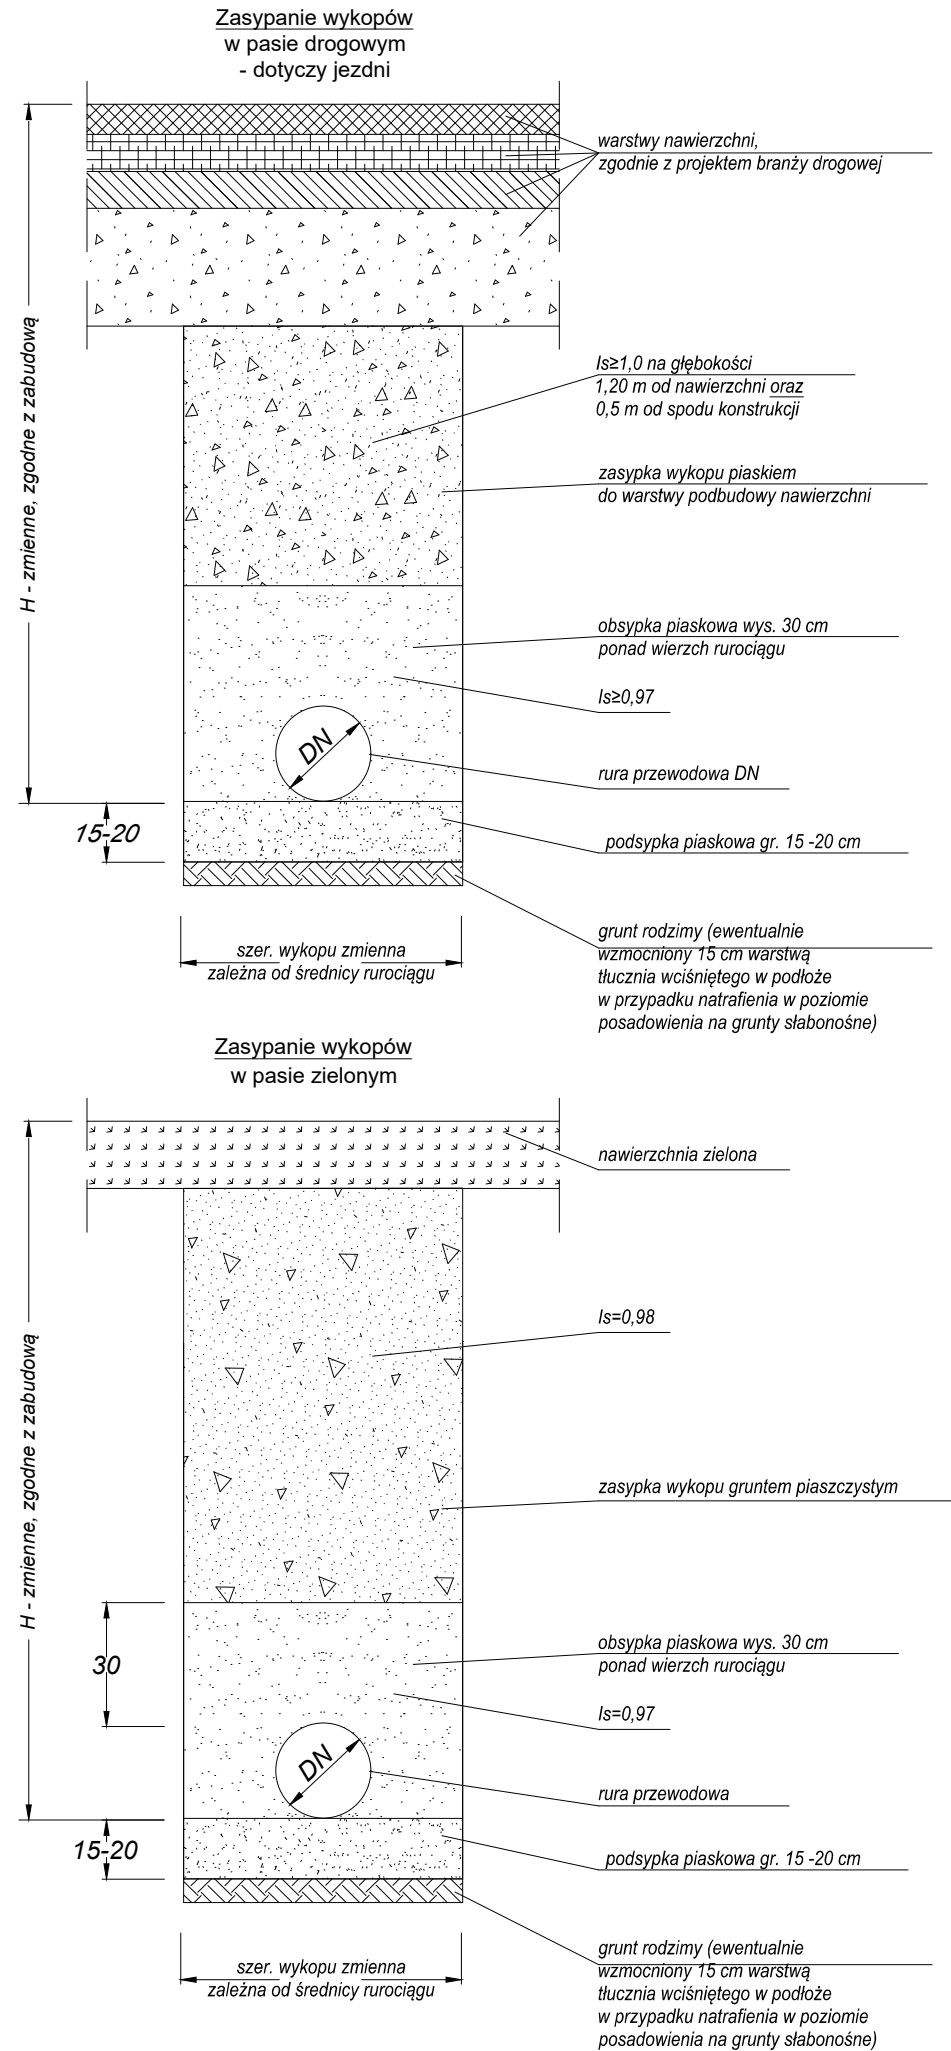 Zasypanie wykopów
w pasie drogowym
- dotyczy jezdni
warstwy nawierzchni,
zgodnie z projektem branży drogowej
H - zmienne, zgodne z zabudową
Is≥1,0 na głębokości
1,20 m od nawierzchni oraz
0,5 m od spodu konstrukcji
zasypka wykopu piaskiem
do warstwy podbudowy nawierzchni
obsypka piaskowa wys. 30 cm
ponad wierzch rurociągu
Is≥0,97
DN
rura przewodowa DN
15-20
podsypka piaskowa gr. 15 -20 cm
grunt rodzimy (ewentualnie
wzmocniony 15 cm warstwą
tłucznia wciśniętego w podłoże
w przypadku natrafienia w poziomie
posadowienia na grunty słabonośne)
szer. wykopu zmienna
zależna od średnicy rurociągu
Zasypanie wykopów
w pasie zielonym
nawierzchnia zielona
H - zmienne, zgodne z zabudową
Is=0,98
zasypka wykopu gruntem piaszczystym
30
obsypka piaskowa wys. 30 cm
ponad wierzch rurociągu
Is=0,97
DN
rura przewodowa
15-20
podsypka piaskowa gr. 15 -20 cm
grunt rodzimy (ewentualnie
wzmocniony 15 cm warstwą
tłucznia wciśniętego w podłoże
w przypadku natrafienia w poziomie
posadowienia na grunty słabonośne)
szer. wykopu zmienna
zależna od średnicy rurociągu